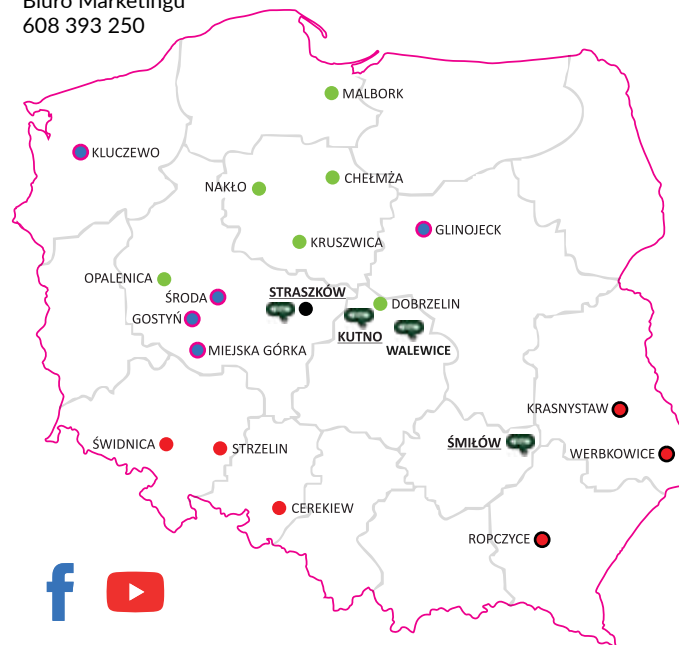 Biuro Marketingu
608 393 250
MALBORK
KLUCZEWO
CHEŁMŻA
NAKŁO
GLINOJECK
KRUSZWICA
OPALENICA
STRASZKÓW
ŚRODA
DOBRZELIN
GOSTYŃ
KUTNO
WALEWICE
MIEJSKA GÓRKA
KRASNYSTAW
ŚWIDNICA
STRZELIN
ŚMIŁÓW
WERBKOWICE
CEREKIEW
ROPCZYCE
f